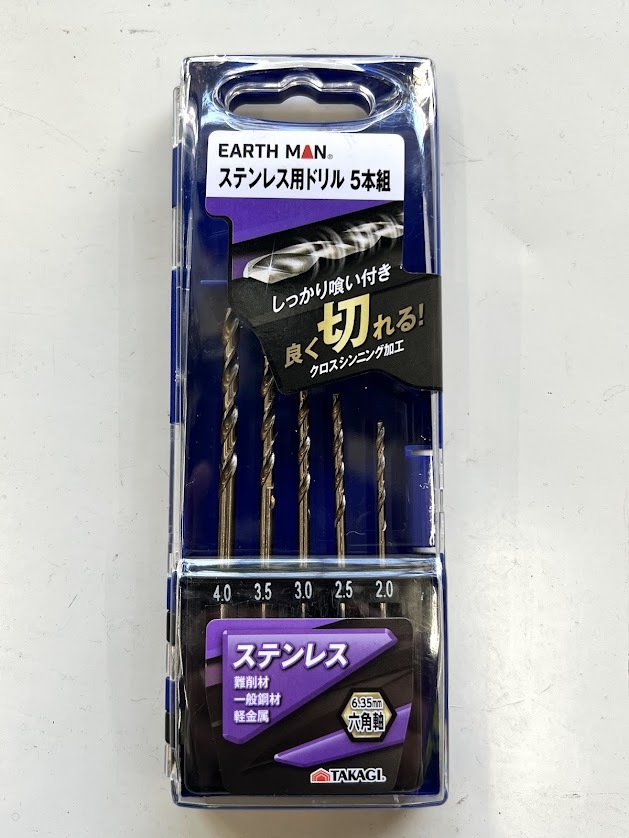 EARTH MAN®
ステンレス用ドリル 5本組
しっかり喰い付き
良く切れる!
クロスシンニング加工
4.0 3.5 3.0 2.5 2.0
ステンレス
難削材
一般鋼材
軽金属
6.35mm
六角軸
TAKAGI